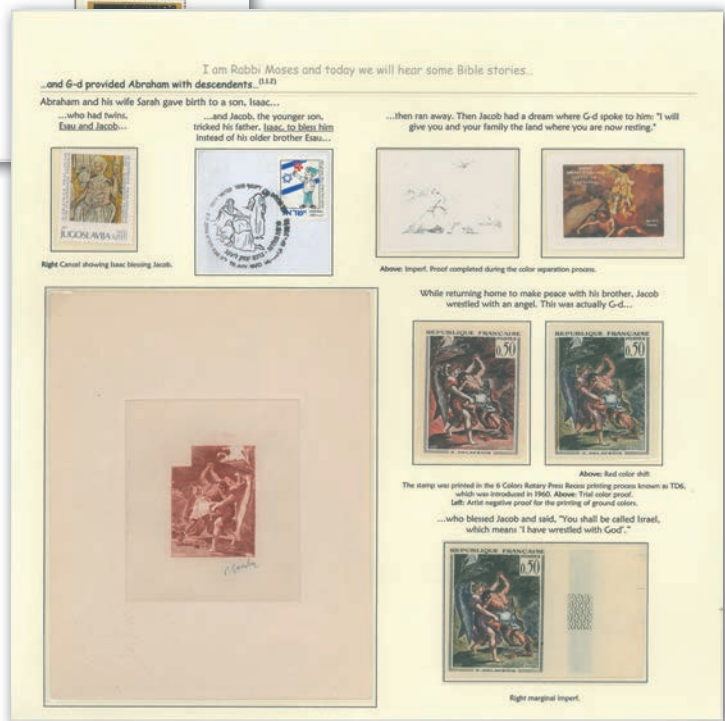 I am Rabbi Moses and today we will hear some Bible stories..
..and G-d provided Abraham with descendents..(1.1.2)
Abraham and his wife Sarah gave birth to a son, Isaac...
...who had twins,
Esau and Jacob...
...and Jacob, the younger son,
tricked his father, Isaac, to bless him
instead of his older brother Esau...
...then ran away. Then Jacob had a dream where G-d spoke to him: "I will
give you and your family the land where you are now resting."
JUGOSLAVIJA
Right Cancel showing Isaac blessing Jacob.
Above: Imperf. Proof completed during the color separation process.
While returning home to make peace with his brother, Jacob
wrestled with an angel. This was actually G-d...
REPUBLIQUE FRANÇAISE
0,50
REPUBLIQUE FRANÇAISE
0,50
Above: Red color shift
The stamp was printed in the 6 Colors Rotary Press Recess printing process known as TD6,
which was introduced in 1960. Above: Trial color proof.
Left: Artist negative proof for the printing of ground colors.
...who blessed Jacob and said, "You shall be called Israel,
which means 'I have wrestled with God'."
REPUBLIQUE FRANÇAISE
0,50
Right marginal imperf.